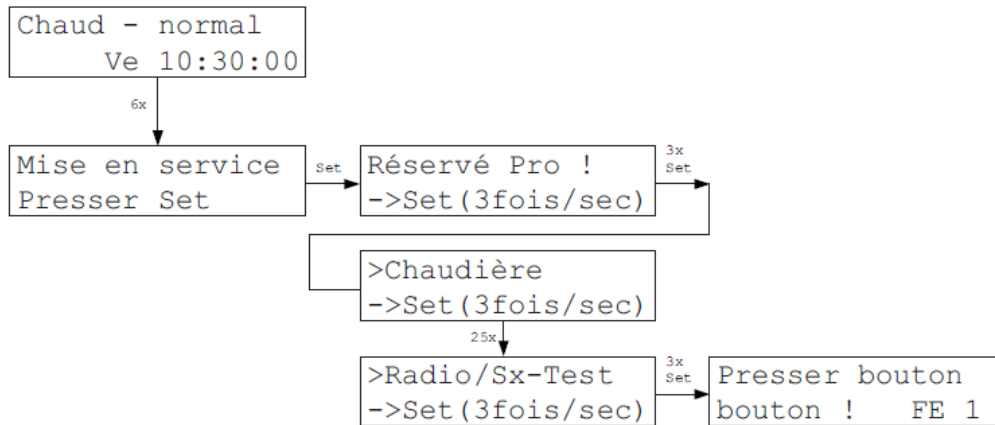 Chaud - normal
Ve 10:30:00
6x
Mise en service
Presser Set
Set
Réservé Pro !
->Set(3fois/sec)
3x
Set
>Chaudière
->Set(3fois/sec)
25x
>Radio/Sx-Test
->Set(3fois/sec)
3x
Set
Presser bouton
bouton ! FE 1